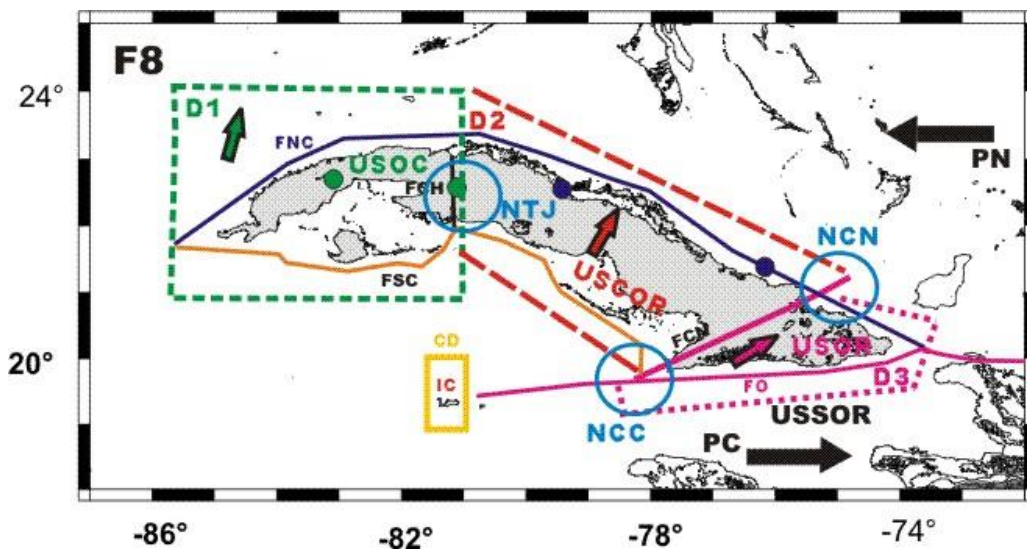 F8
24°
D1
D2
FNC
PN
USOC
FCH
NTJ
NCN
USCOR
FSC
FCN
USOR
20°
CD
IC
FO
D3
NCC
USSOR
PC
-86°
-82°
-78°
-74°